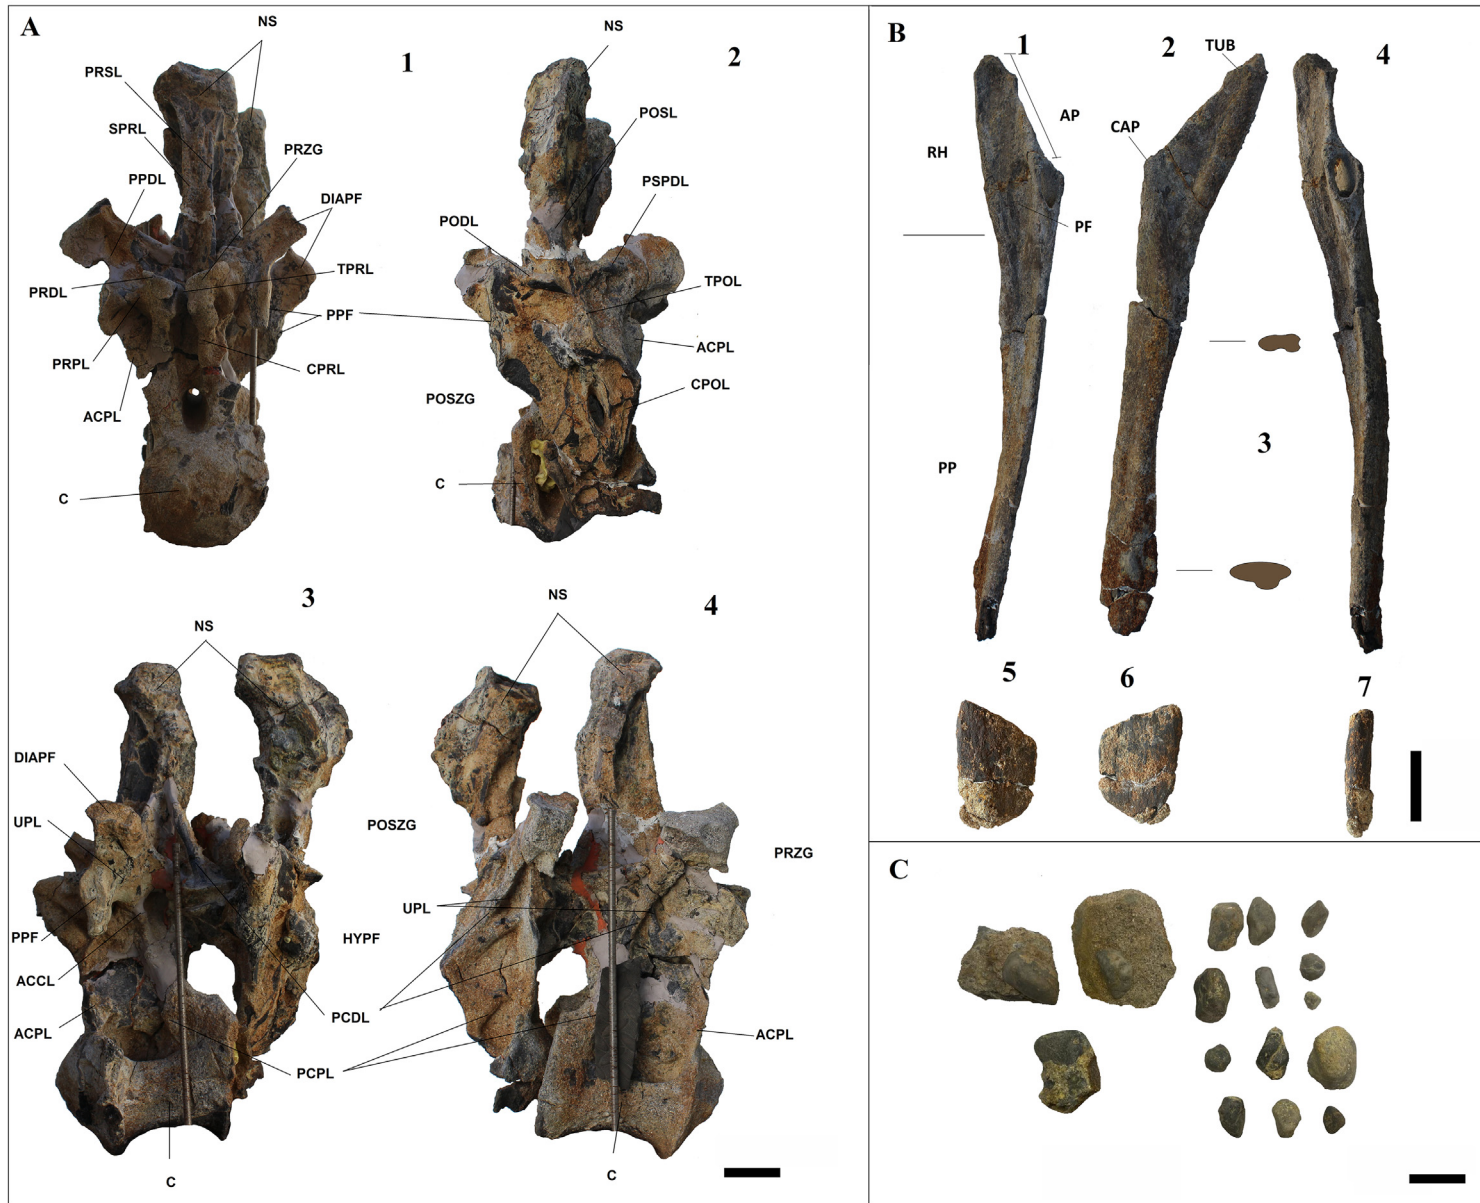 A
NS
1
PRSL
SPRL
PRZG
PPDL
DIAPF
TPRL
PRDL
PPF
PRPL
CPRL
ACPL
C
NS
2
POSL
PSPDL
PODL
TPOL
ACPL
CPOL
POSZG
C
3
NS
DIAPF
UPL
PPF
ACCL
ACPL
PCDL
PCPL
C
NS
4
POSZG
PRZG
UPL
HYPF
ACPL
C
B
1
2
TUB
4
AP
CAP
RH
PF
3
PP
5
6
7
C